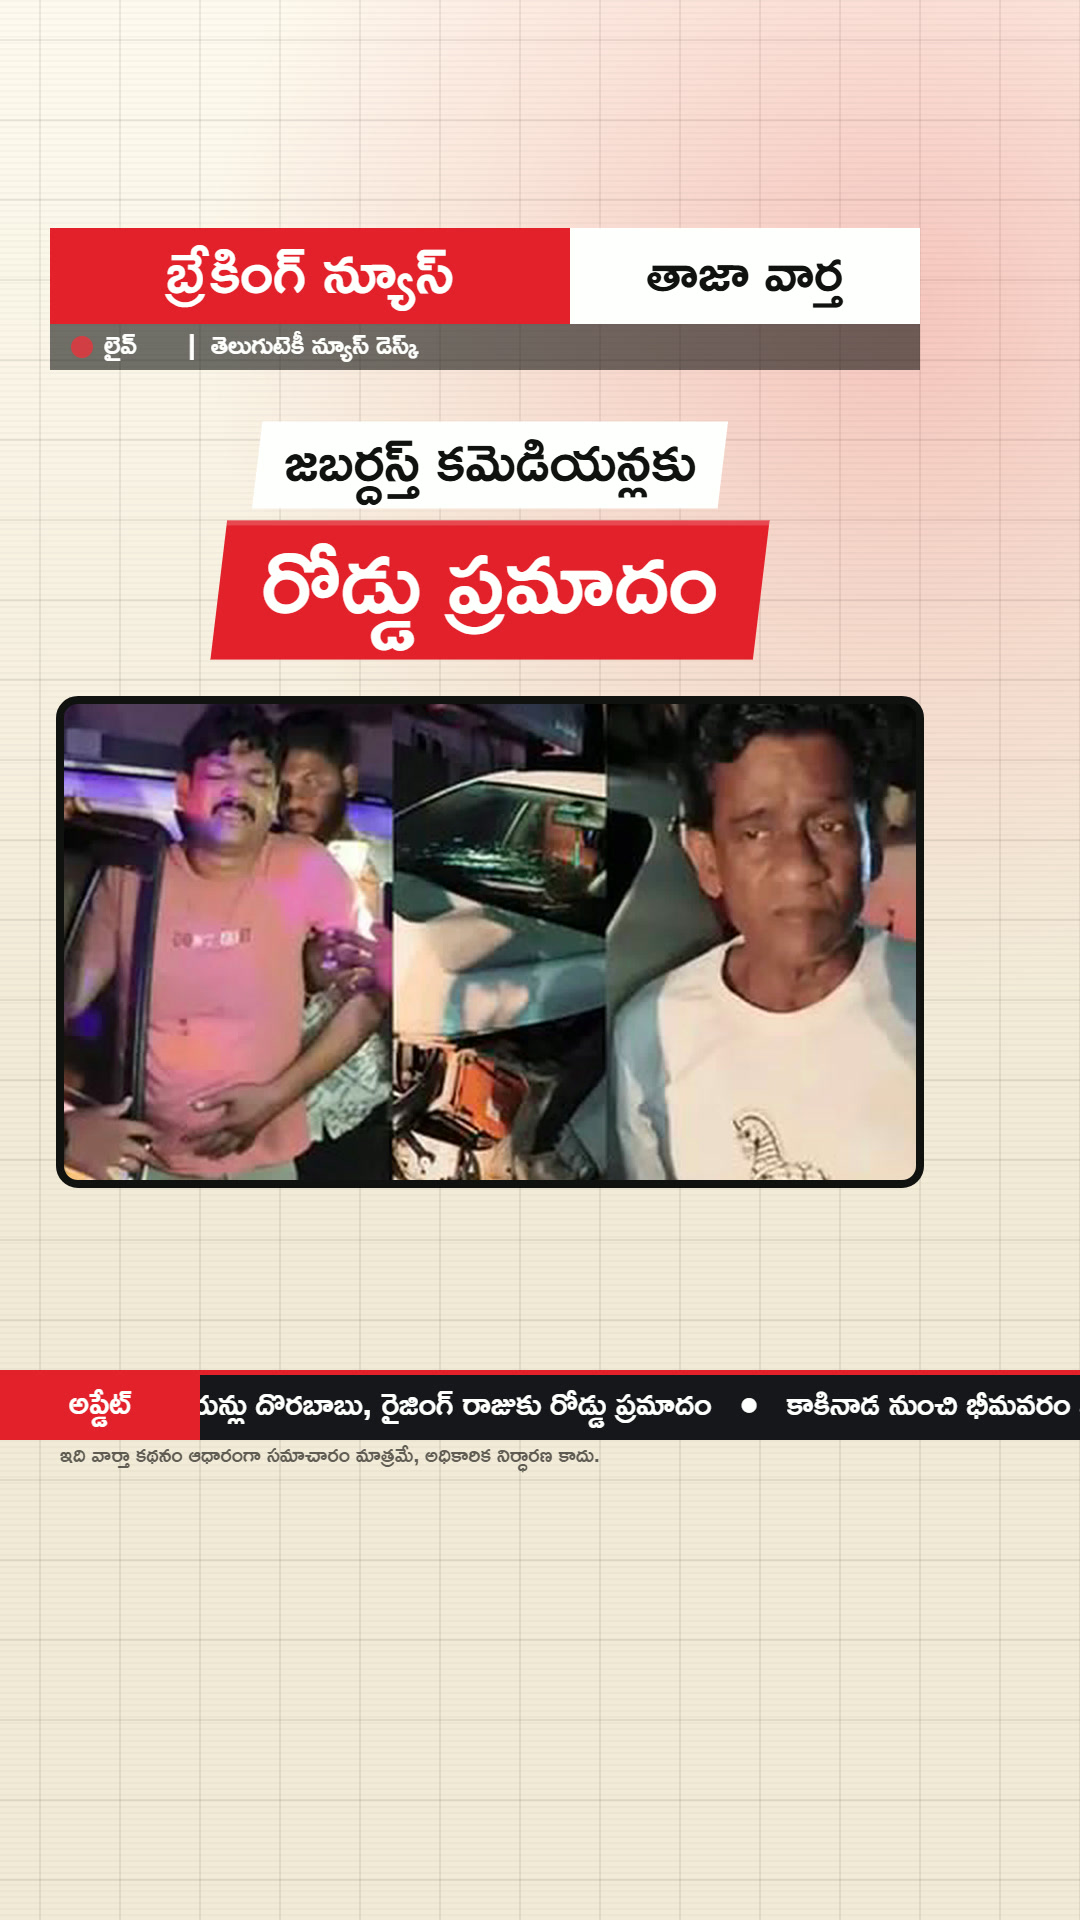 బ్రేకింగ్ న్యూస్
తాజా వార్త
లైవ్ | తెలుగుటెకీ న్యూస్ డెస్క్
జబర్దస్త్ కమెడియన్లకు
రోడ్డు ప్రమాదం
అప్డేట్
దొరబాబు, రైజింగ్ రాజుకు రోడ్డు ప్రమాదం ● కాకినాడ నుంచి భీమవరం
ఇది వార్తా కథనం ఆధారంగా సమాచారం మాత్రమే, అధికారిక నిర్ధారణ కాదు.